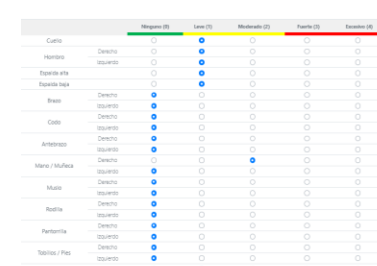 Ninguno (0) Leve (1) Moderado (2) Fuerte (3) Excesivo (4)
Cuello
Hombro Derecho
Izquierdo
Espalda alta
Espalda baja
Brazo Derecho
Izquierdo
Codo Derecho
Izquierdo
Antebrazo Derecho
Izquierdo
Mano / Muñeca Derecho
Izquierdo
Muslo Derecho
Izquierdo
Rodilla Derecho
Izquierdo
Pantorrilla Derecho
Izquierdo
Tobillos / Pies Derecho
Izquierdo